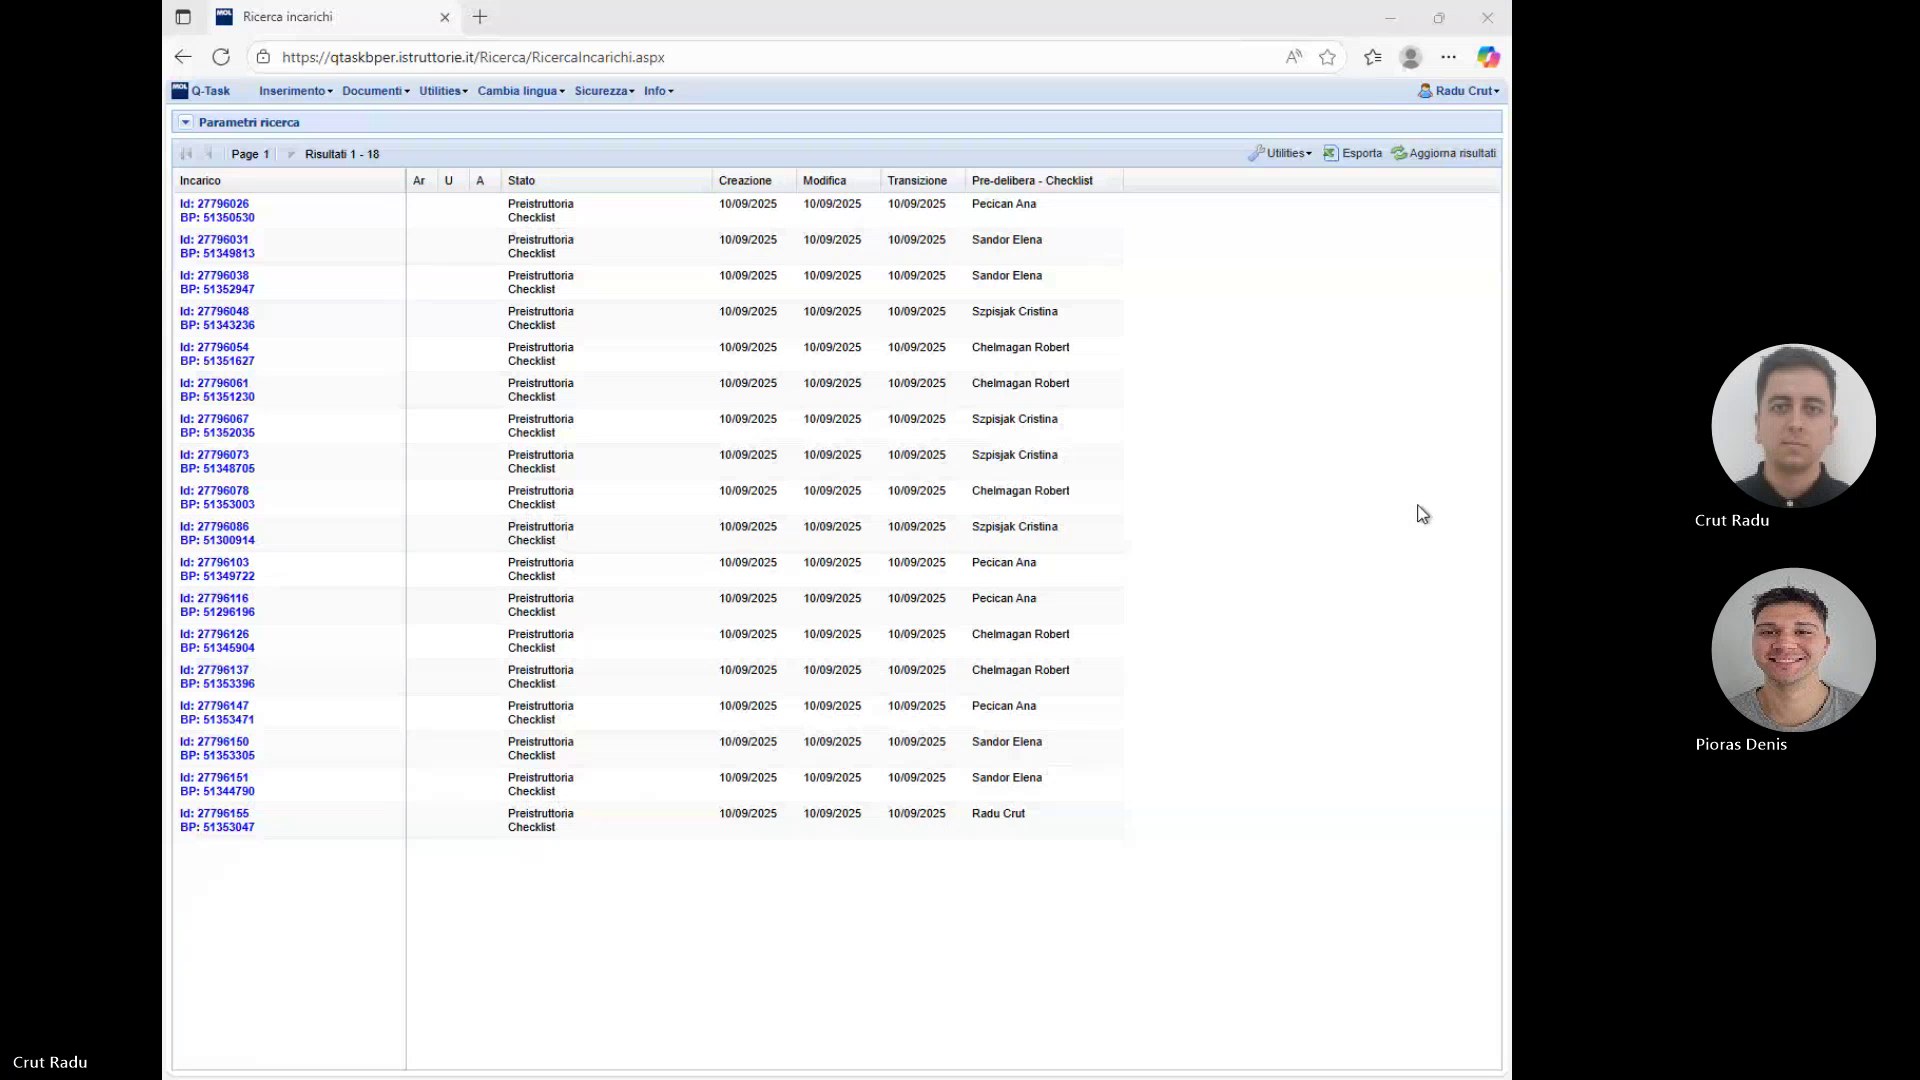 Ricerca incarichi
https://qtaskbper.istruttorie.it/Ricerca/RicercaIncarichi.aspx
MOL Q-Task Inserimento Documenti Utilities Cambia lingua Sicurezza Info Radu Crut
Parametri ricerca
Page 1 Risultati 1 - 18 Utilities Esporta Aggiorna risultati
Incarico Ar U A Stato Creazione Modifica Transizione Pre-delibera - Checklist
Id: 27796026 Preistruttoria 10/09/2025 10/09/2025 10/09/2025 Pecican Ana
BP: 51350530 Checklist
Id: 27796031 Preistruttoria 10/09/2025 10/09/2025 10/09/2025 Sandor Elena
BP: 51349813 Checklist
Id: 27796038 Preistruttoria 10/09/2025 10/09/2025 10/09/2025 Sandor Elena
BP: 51352947 Checklist
Id: 27796048 Preistruttoria 10/09/2025 10/09/2025 10/09/2025 Szpisjak Cristina
BP: 51343236 Checklist
Id: 27796054 Preistruttoria 10/09/2025 10/09/2025 10/09/2025 Chelmagan Robert
BP: 51351627 Checklist
Id: 27796061 Preistruttoria 10/09/2025 10/09/2025 10/09/2025 Chelmagan Robert
BP: 51351230 Checklist
Id: 27796067 Preistruttoria 10/09/2025 10/09/2025 10/09/2025 Szpisjak Cristina
BP: 51352035 Checklist
Id: 27796073 Preistruttoria 10/09/2025 10/09/2025 10/09/2025 Szpisjak Cristina
BP: 51348705 Checklist
Id: 27796078 Preistruttoria 10/09/2025 10/09/2025 10/09/2025 Chelmagan Robert
BP: 51353003 Checklist
Id: 27796086 Preistruttoria 10/09/2025 10/09/2025 10/09/2025 Szpisjak Cristina
BP: 51300914 Checklist
Id: 27796103 Preistruttoria 10/09/2025 10/09/2025 10/09/2025 Pecican Ana
BP: 51349722 Checklist
Id: 27796116 Preistruttoria 10/09/2025 10/09/2025 10/09/2025 Pecican Ana
BP: 51296196 Checklist
Id: 27796126 Preistruttoria 10/09/2025 10/09/2025 10/09/2025 Chelmagan Robert
BP: 51345904 Checklist
Id: 27796137 Preistruttoria 10/09/2025 10/09/2025 10/09/2025 Chelmagan Robert
BP: 51353396 Checklist
Id: 27796147 Preistruttoria 10/09/2025 10/09/2025 10/09/2025 Pecican Ana
BP: 51353471 Checklist
Id: 27796150 Preistruttoria 10/09/2025 10/09/2025 10/09/2025 Sandor Elena
BP: 51353305 Checklist
Id: 27796151 Preistruttoria 10/09/2025 10/09/2025 10/09/2025 Sandor Elena
BP: 51344790 Checklist
Id: 27796155 Preistruttoria 10/09/2025 10/09/2025 10/09/2025 Radu Crut
BP: 51353047 Checklist
Crut Radu
Pioras Denis
Crut Radu